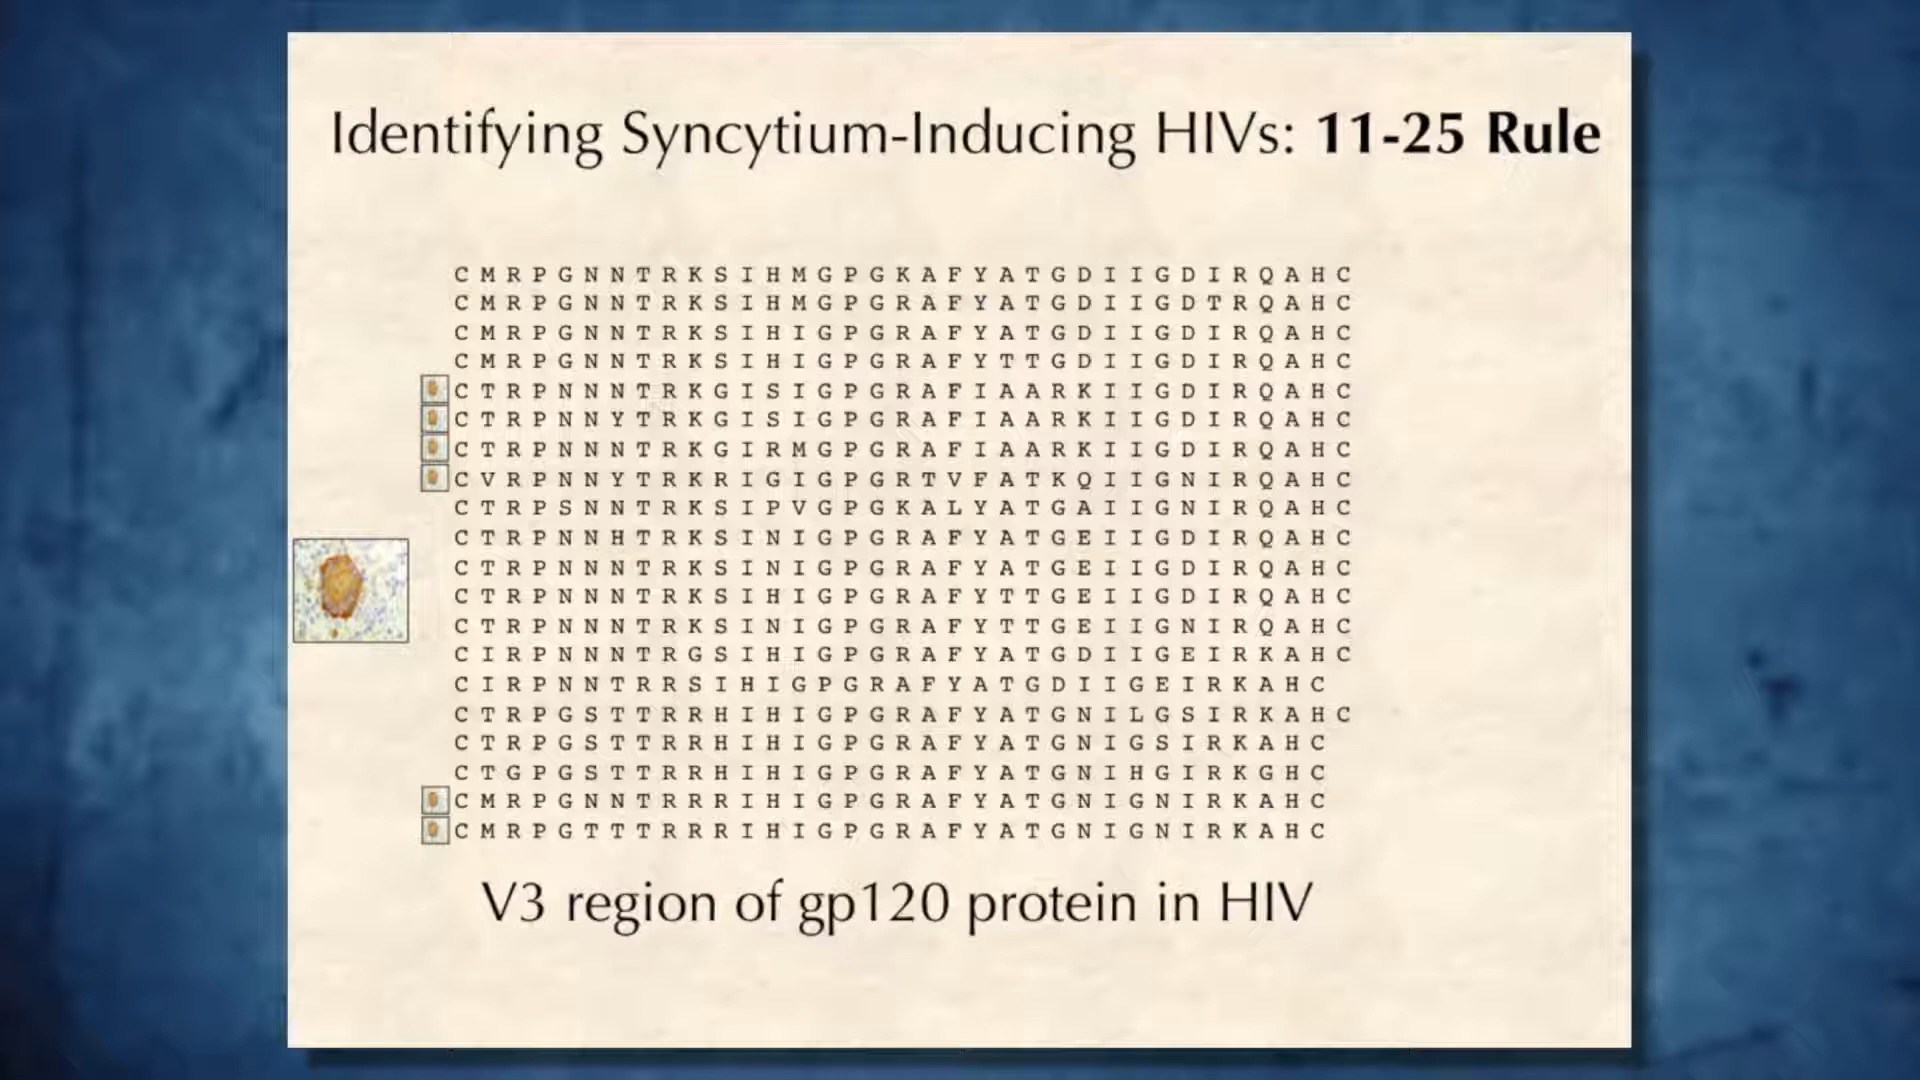 Identifying Syncytium-Inducing HIVs: 11-25 Rule
C M R P G N N T R K S I H M G P G K A F Y A T G D I I G D I R Q A H C
C M R P G N N T R K S I H M G P G R A F Y A T G D I I G D T R Q A H C
C M R P G N N T R K S I H I G P G R A F Y A T G D I I G D I R Q A H C
C M R P G N N T R K S I H I G P G R A F Y T T G D I I G D I R Q A H C
C T R P N N N T R K G I S I G P G R A F I A A R K I I G D I R Q A H C
C T R P N N Y T R K G I S I G P G R A F I A A R K I I G D I R Q A H C
C T R P N N N T R K G I R M G P G R A F I A A R K I I G D I R Q A H C
C V R P N N Y T R K R I G I G P G R T V F A T K Q I I G N I R Q A H C
C T R P S N N T R K S I P V G P G K A L Y A T G A I I G N I R Q A H C
C T R P N N H T R K S I N I G P G R A F Y A T G E I I G D I R Q A H C
C T R P N N N T R K S I N I G P G R A F Y A T G E I I G D I R Q A H C
C T R P N N N T R K S I H I G P G R A F Y T T G E I I G D I R Q A H C
C T R P N N N T R K S I N I G P G R A F Y T T G E I I G N I R Q A H C
C I R P N N N T R G S I H I G P G R A F Y A T G D I I G E I R K A H C
C I R P N N T R R S I H I G P G R A F Y A T G D I I G E I R K A H C
C T R P G S T T R R H I H I G P G R A F Y A T G N I L G S I R K A H C
C T R P G S T T R R H I H I G P G R A F Y A T G N I G S I R K A H C
C T G P G S T T R R H I H I G P G R A F Y A T G N I H G I R K G H C
C M R P G N N T R R R I H I G P G R A F Y A T G N I G N I R K A H C
C M R P G T T T R R R I H I G P G R A F Y A T G N I G N I R K A H C
V3 region of gp120 protein in HIV